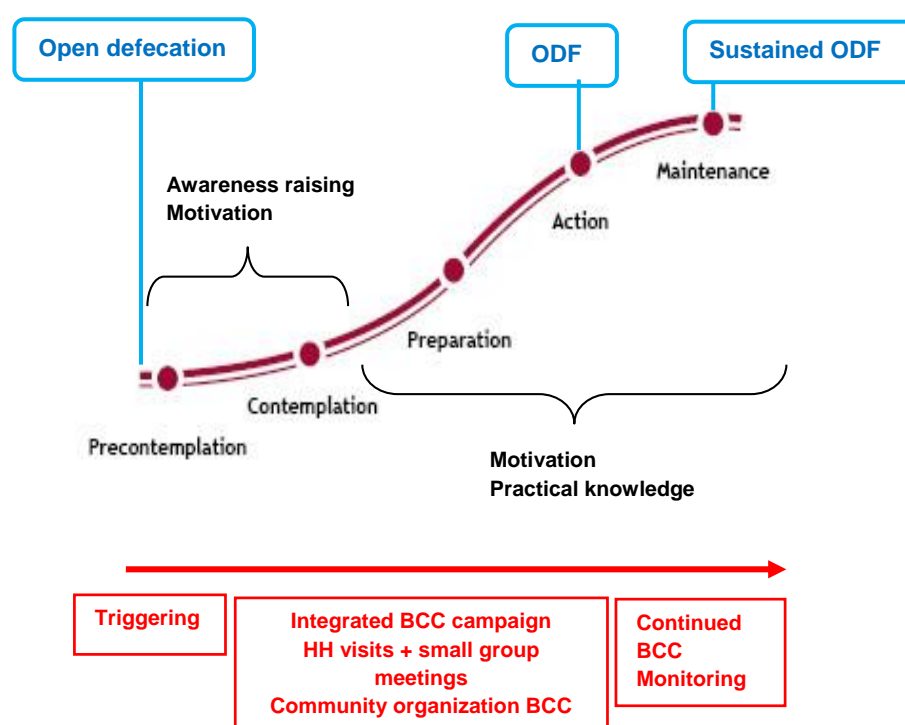 Open defecation
ODF
Sustained ODF
Awareness raising
Motivation
Maintenance
Action
Preparation
Contemplation
Precontemplation
Motivation
Practical knowledge
Triggering
Integrated BCC campaign
HH visits + small group
meetings
Community organization BCC
Continued
BCC
Monitoring